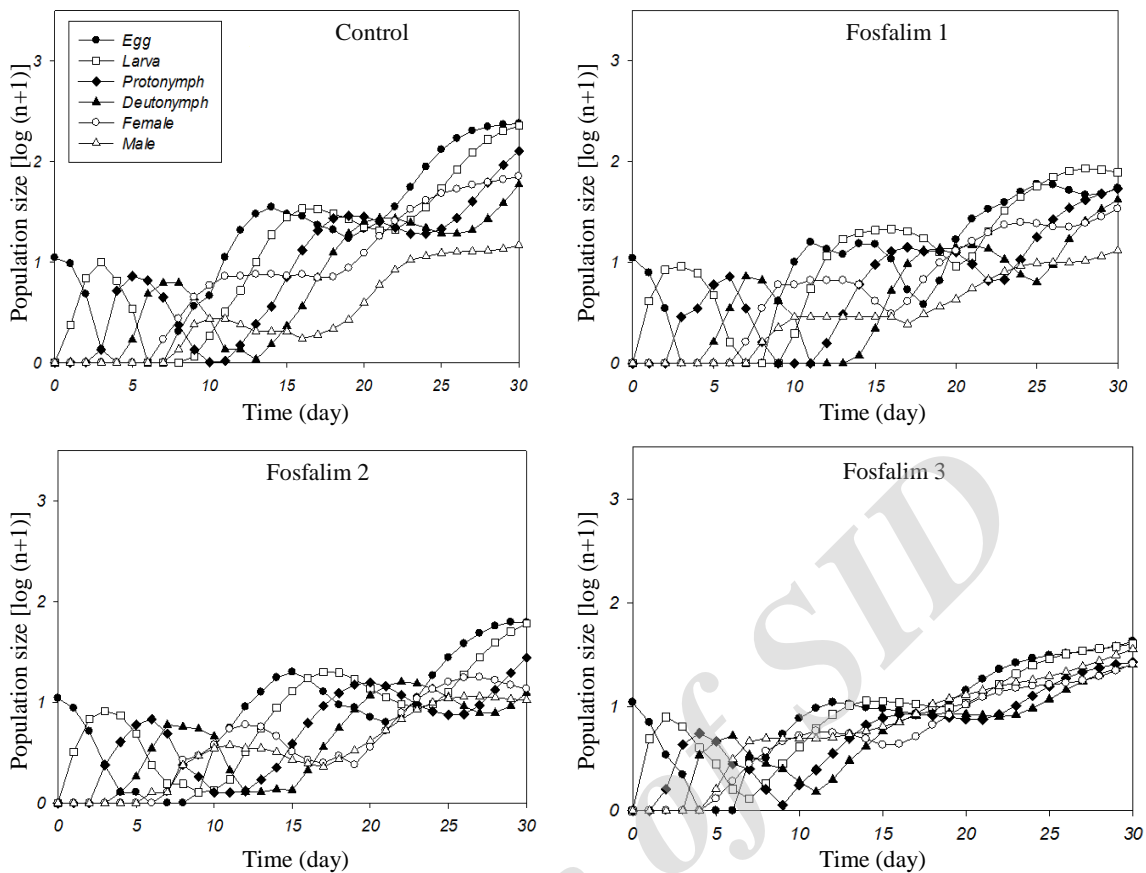 Control
Egg
Larva
Protonymph
Deutonymph
Female
Male
Population size [log (n+1)]
3
2
1
0
0 5 10 15 20 25 30
Time (day)
Fosfalim 1
Population size [log (n+1)]
3
2
1
0
0 5 10 15 20 25 30
Time (day)
Fosfalim 2
Population size [log (n+1)]
3
2
1
0
0 5 10 15 20 25 30
Time (day)
Fosfalim 3
Population size [log (n+1)]
3
2
1
0
0 5 10 15 20 25 30
Time (day)
of SID